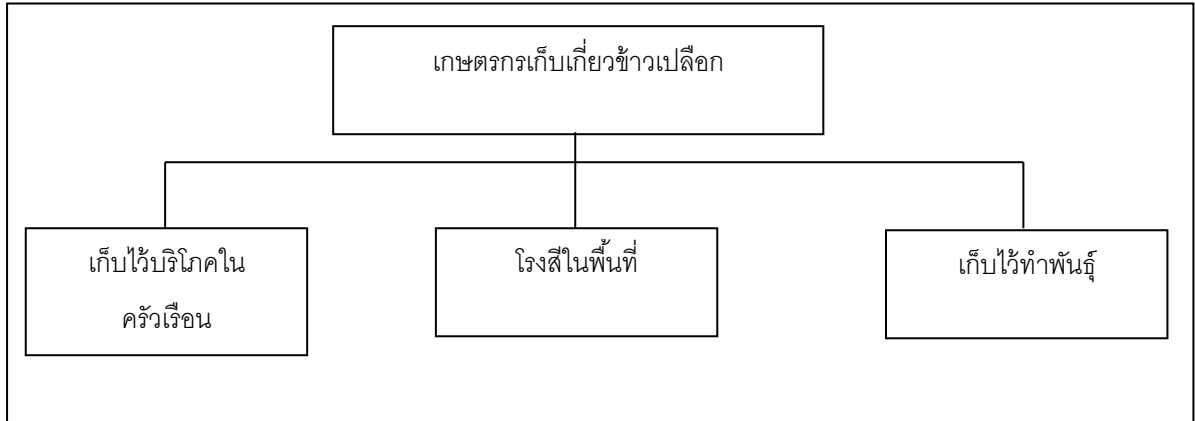 เกษตรกรเก็บเกี่ยวข้าวเปลือก
เก็บไว้บริโภคใน
ครัวเรือน
โรงสีในพื้นที่
เก็บไว้ทำพันธุ์